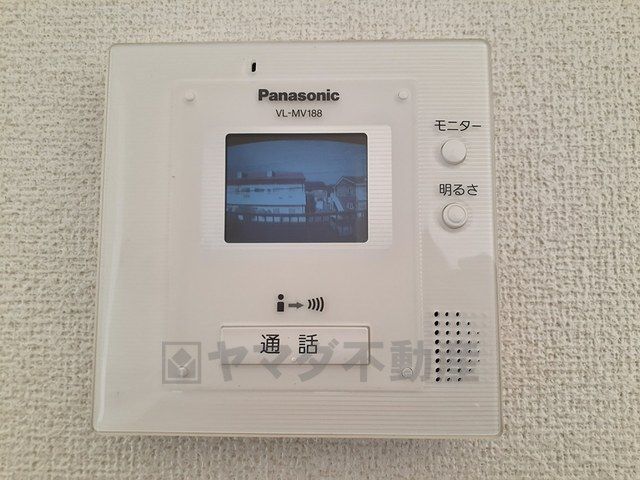 Panasonic
VL-MV188
モニター
明るさ
通話
ヤマダ不動産